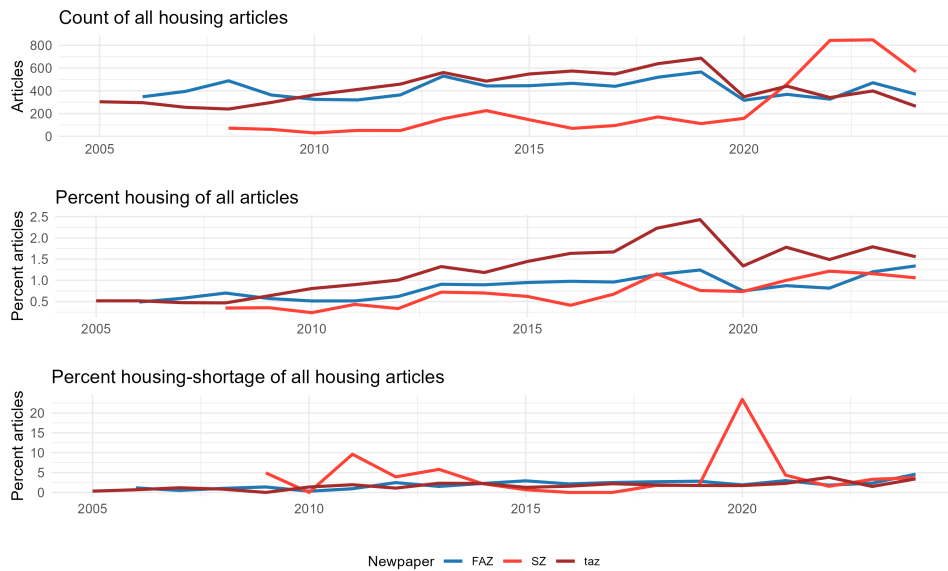 Count of all housing articles
Articles
800
600
400
200
0
2005 2010 2015 2020
Percent housing of all articles
Percent articles
2.5
2.0
1.5
1.0
0.5
2005 2010 2015 2020
Percent housing-shortage of all housing articles
Percent articles
20
15
10
5
0
2005 2010 2015 2020
Newpaper FAZ SZ taz